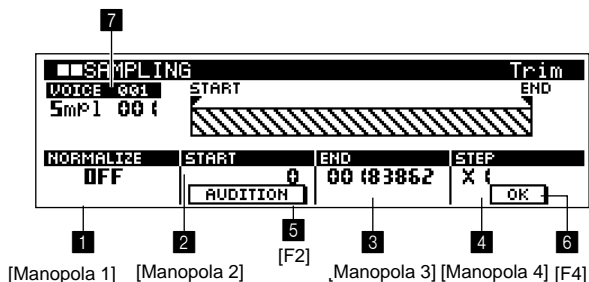 7
■■SAMPLING Trim
VOICE 001 START END
Smpl 001
NORMALIZE START END STEP
OFF 0 00183862 X1
AUDITION OK
1 2 5 3 4 6
[Manopola 1] [Manopola 2] [F2] [Manopola 3] [Manopola 4] [F4]